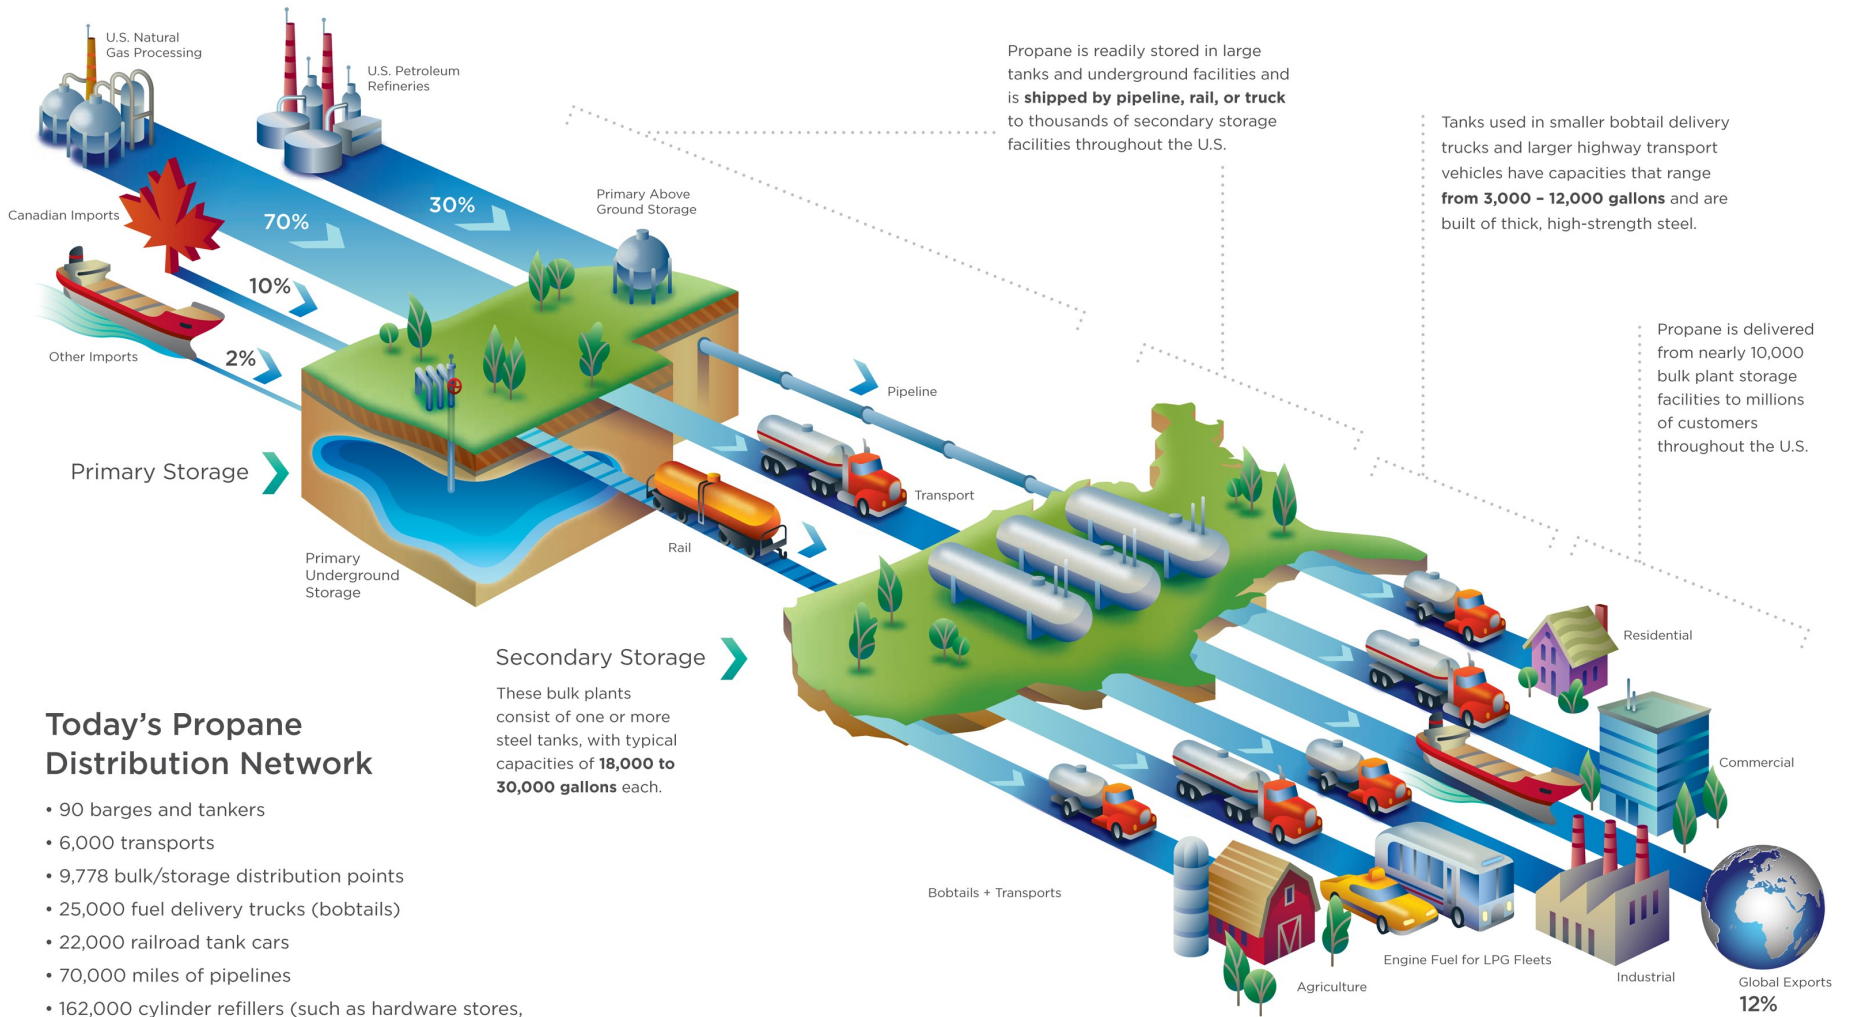 U.S. Natural
Gas Processing
U.S. Petroleum
Refineries
Canadian Imports
Other Imports
70%
30%
10%
2%
Primary Above
Ground Storage
Propane is readily stored in large
tanks and underground facilities and
is shipped by pipeline, rail, or truck
to thousands of secondary storage
facilities throughout the U.S.
Tanks used in smaller bobtail delivery
trucks and larger highway transport
vehicles have capacities that range
from 3,000 – 12,000 gallons and are
built of thick, high-strength steel.
Propane is delivered
from nearly 10,000
bulk plant storage
facilities to millions
of customers
throughout the U.S.
Pipeline
Transport
Rail
Primary Storage
Primary
Underground
Storage
Secondary Storage
These bulk plants
consist of one or more
steel tanks, with typical
capacities of 18,000 to
30,000 gallons each.
Residential
Commercial
Bobtails + Transports
Agriculture
Engine Fuel for LPG Fleets
Industrial
Global Exports
12%
Today's Propane
Distribution Network
• 90 barges and tankers
• 6,000 transports
• 9,778 bulk/storage distribution points
• 25,000 fuel delivery trucks (bobtails)
• 22,000 railroad tank cars
• 70,000 miles of pipelines
• 162,000 cylinder refillers (such as hardware stores,